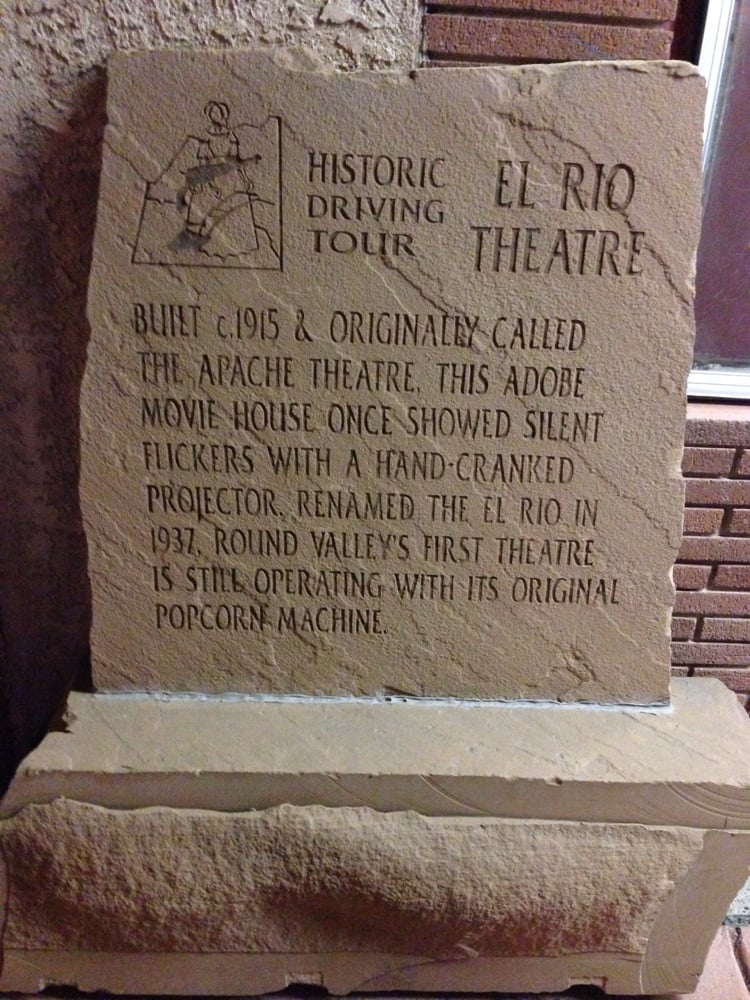 HISTORIC
DRIVING
TOUR
EL RIO
THEATRE
BUILT c.1915 & ORIGINALLY CALLED
THE APACHE THEATRE, THIS ADOBE
MOVIE HOUSE ONCE SHOWED SILENT
FLICKERS WITH A HAND-CRANKED
PROJECTOR. RENAMED THE EL RIO IN
1937, ROUND VALLEY'S FIRST THEATRE
IS STILL OPERATING WITH ITS ORIGINAL
POPCORN MACHINE.